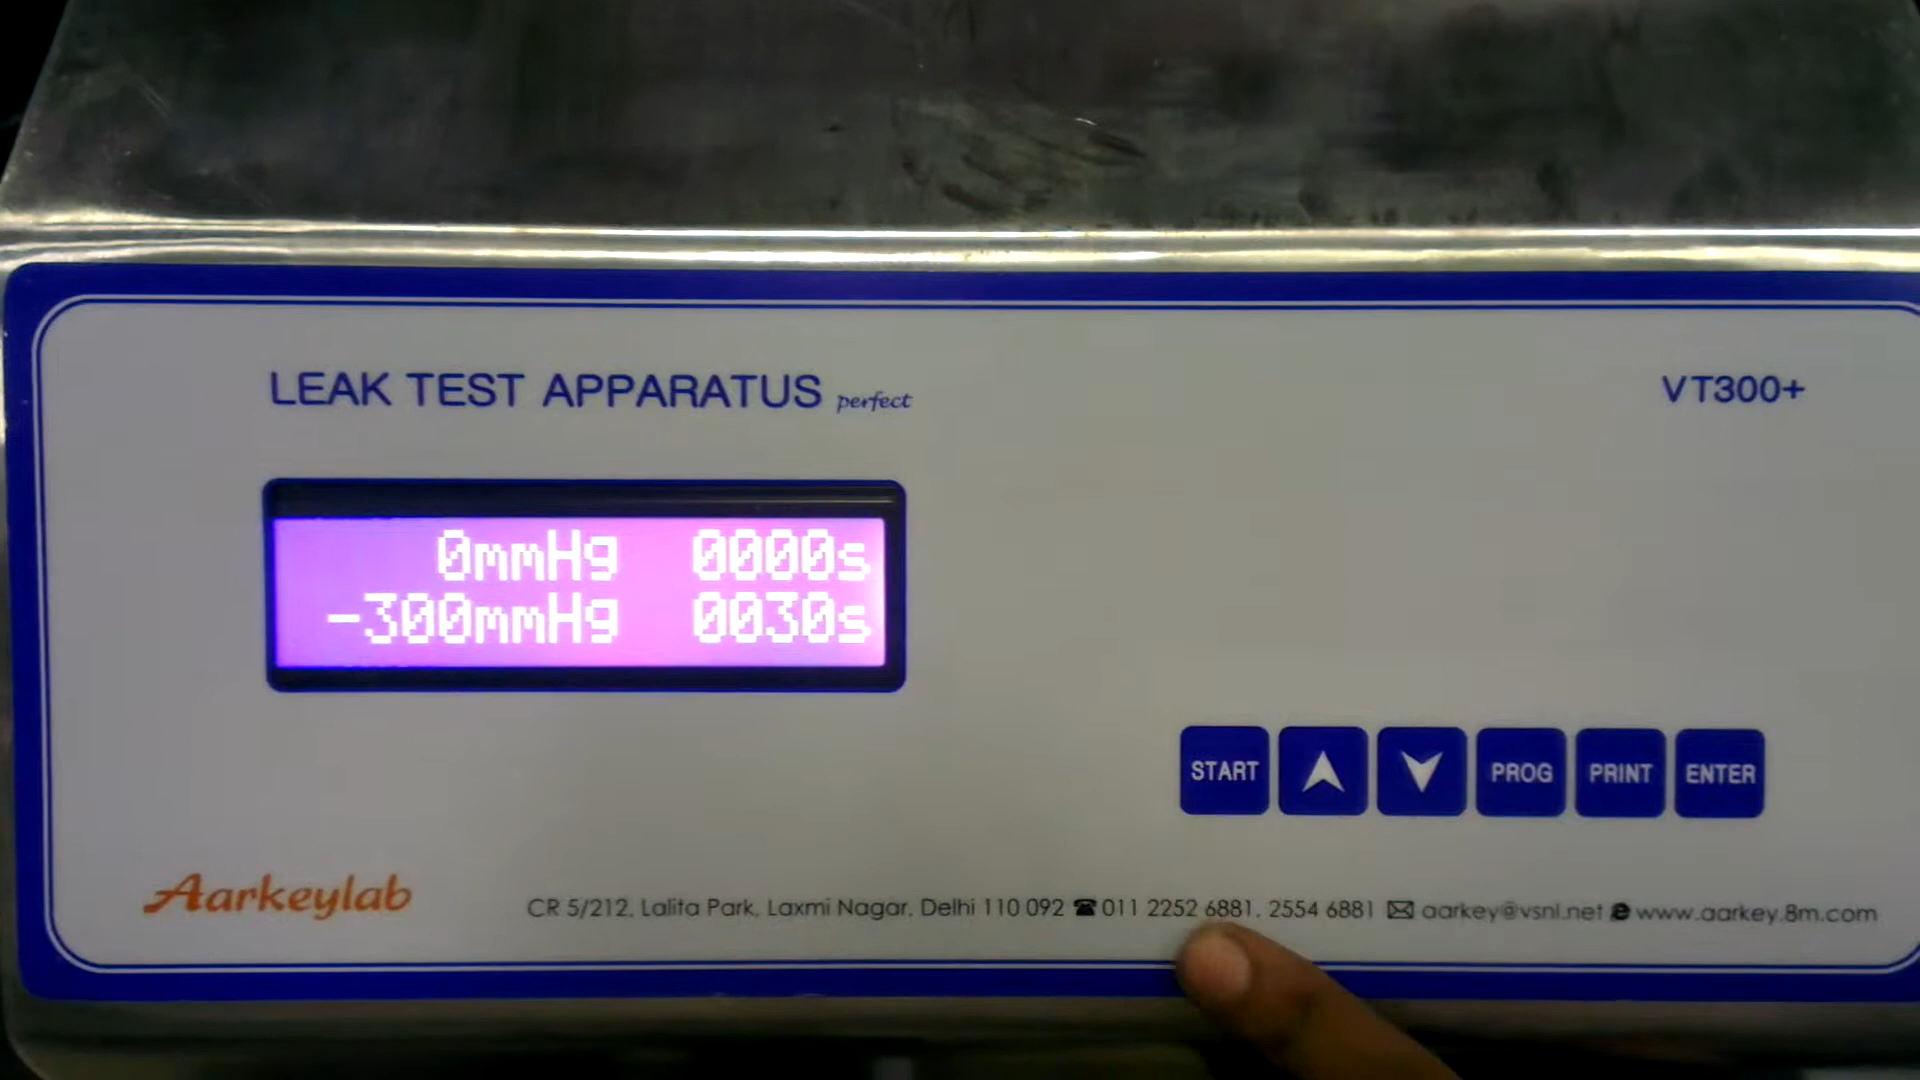 LEAK TEST APPARATUS perfect
VT300+
0mmHg 0000s
-300mmHg 0030s
START PROG PRINT ENTER
Aarkeylab
CR 5/212, Lalita Park, Laxmi Nagar, Delhi 110 092 ☎ 011 2252 6881, 2554 6881 ✉ aarkey@vsnl.net www.aarkey.8m.com